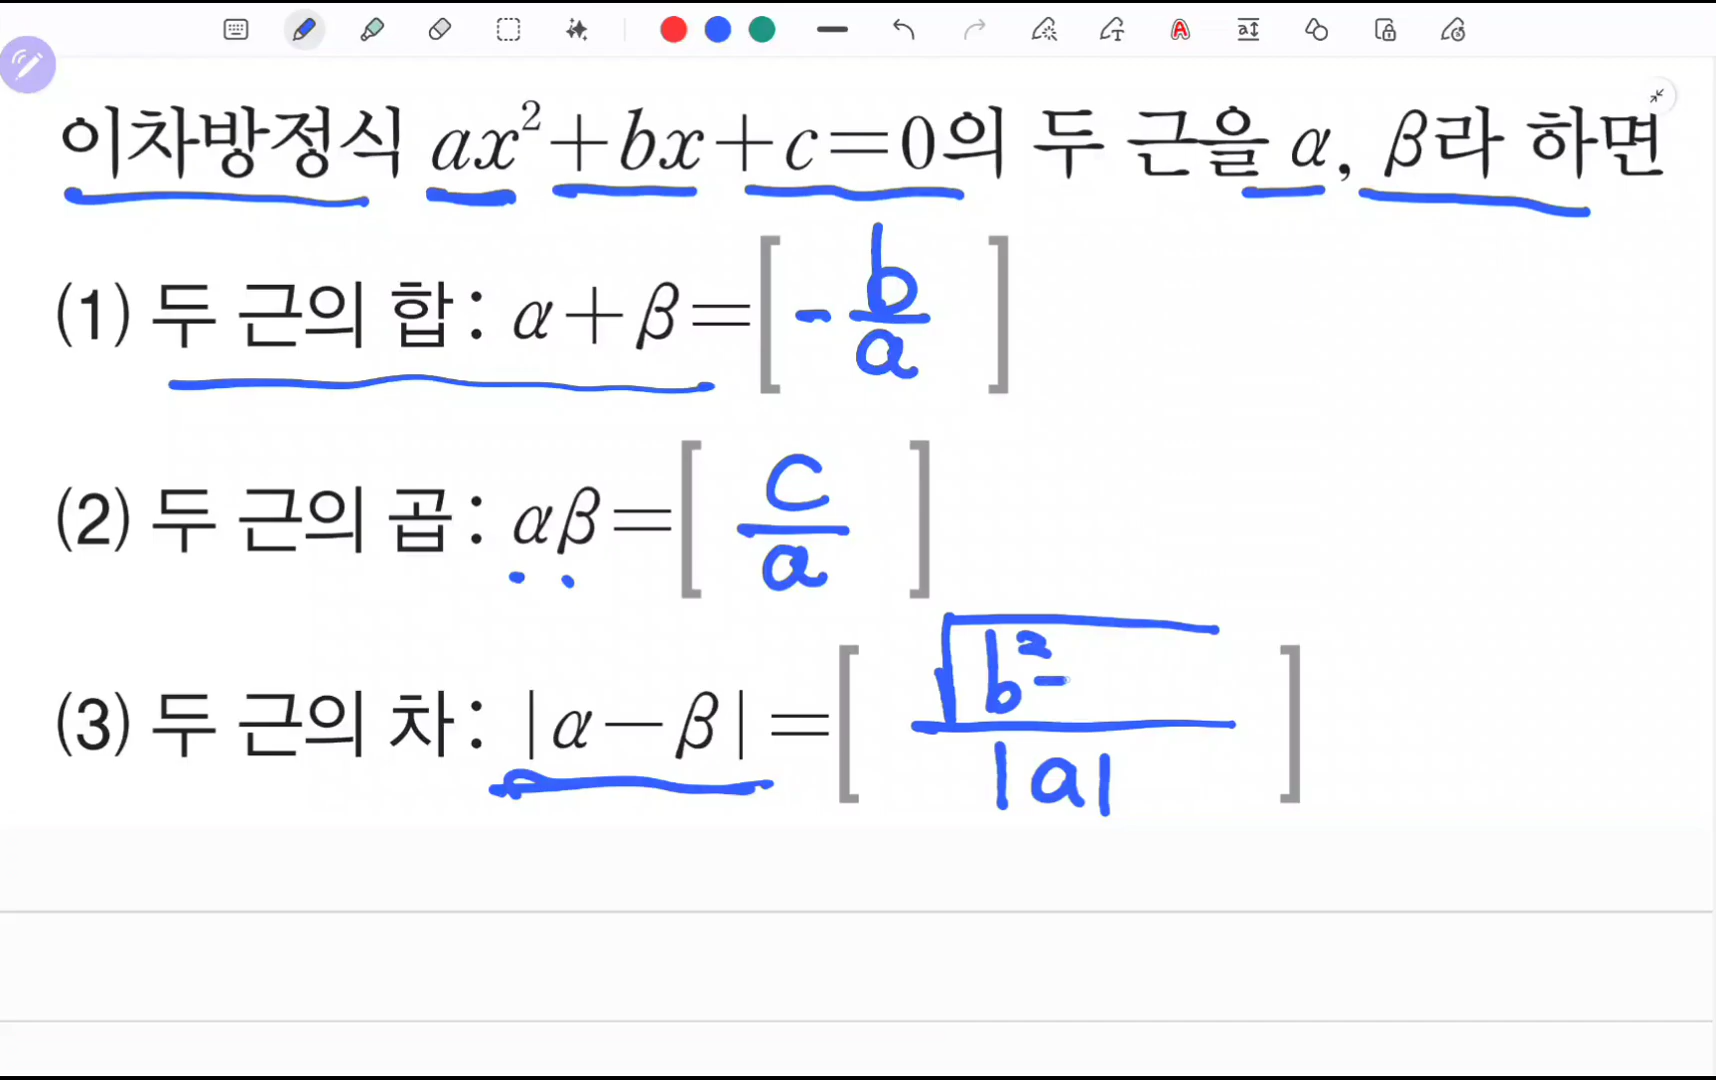 이차방정식 ax²+bx+c=0의 두 근을 α, β라 하면
(1) 두 근의 합: α+β=[ -b/a ]
(2) 두 근의 곱: αβ=[ c/a ]
(3) 두 근의 차: |α-β|=[ √(b²-)/|a| ]